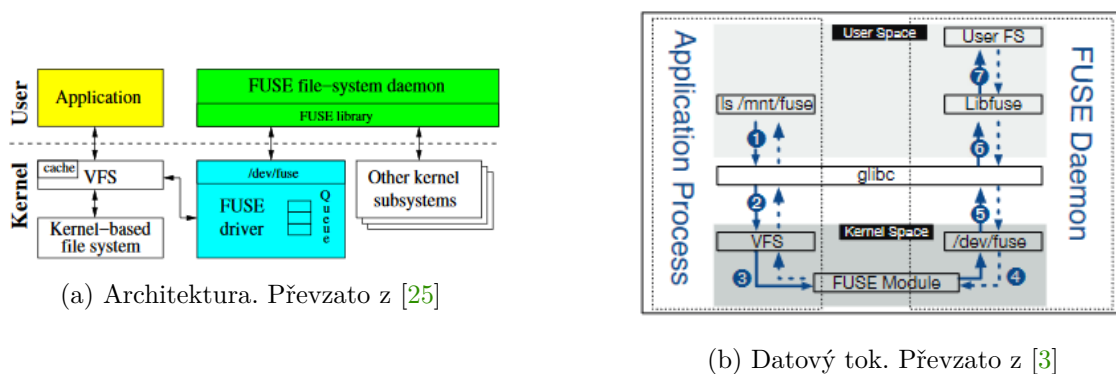 User
Application
FUSE file−system daemon
FUSE library
Kernel
cache
VFS
Kernel−based
file system
/dev/fuse
FUSE
driver
Queue
Other kernel
subsystems
(a) Architektura. Převzato z [25]
Application Process
User Space
User FS
7
ls /mnt/fuse
Libfuse
1
6
glibc
2
5
VFS
Kernel Space
/dev/fuse
3
FUSE Module
4
FUSE Daemon
(b) Datový tok. Převzato z [3]